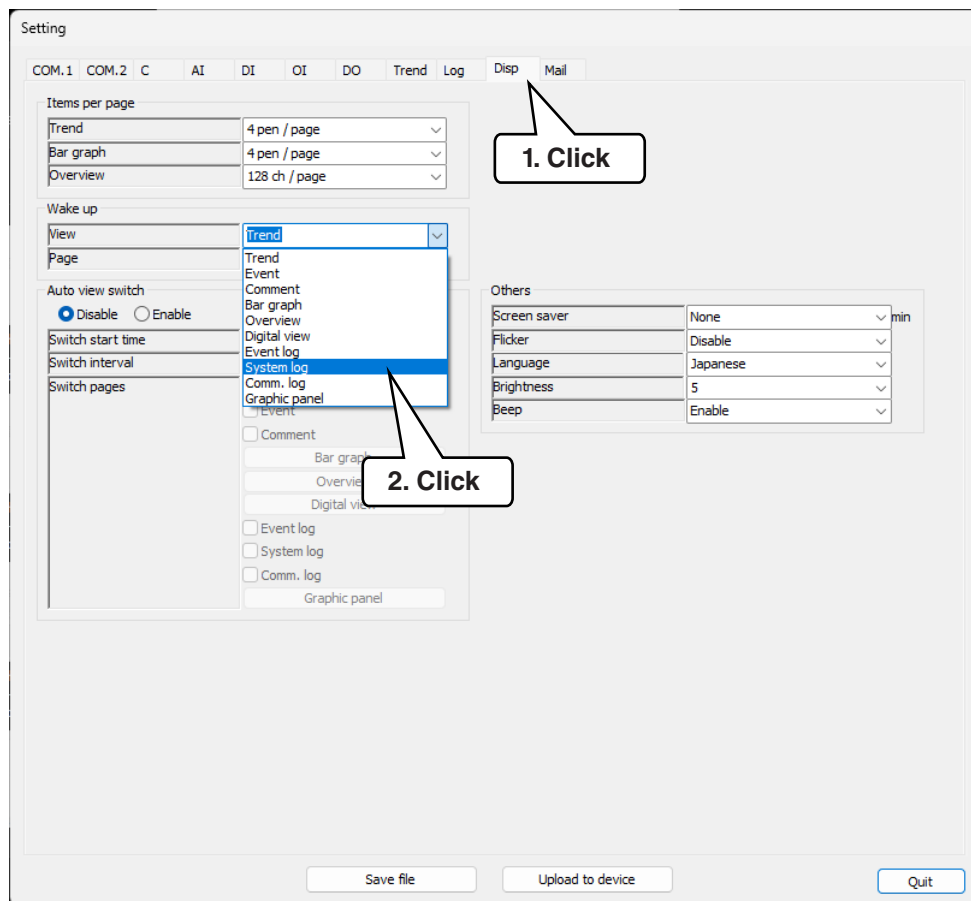 Setting
COM.1 COM.2 C AI DI OI DO Trend Log Disp Mail
1. Click
Items per page
Trend 4 pen / page
Bar graph 4 pen / page
Overview 128 ch / page
Wake up
View Trend
Page
Trend
Event
Comment
Bar graph
Overview
Digital view
Event log
System log
Comm. log
Graphic panel
Auto view switch
Disable Enable
Switch start time
Switch interval
Switch pages
Event
Comment
Bar graph
Overview
Digital view
Event log
System log
Comm. log
Graphic panel
2. Click
Others
Screen saver None min
Flicker Disable
Language Japanese
Brightness 5
Beep Enable
Save file Upload to device Quit